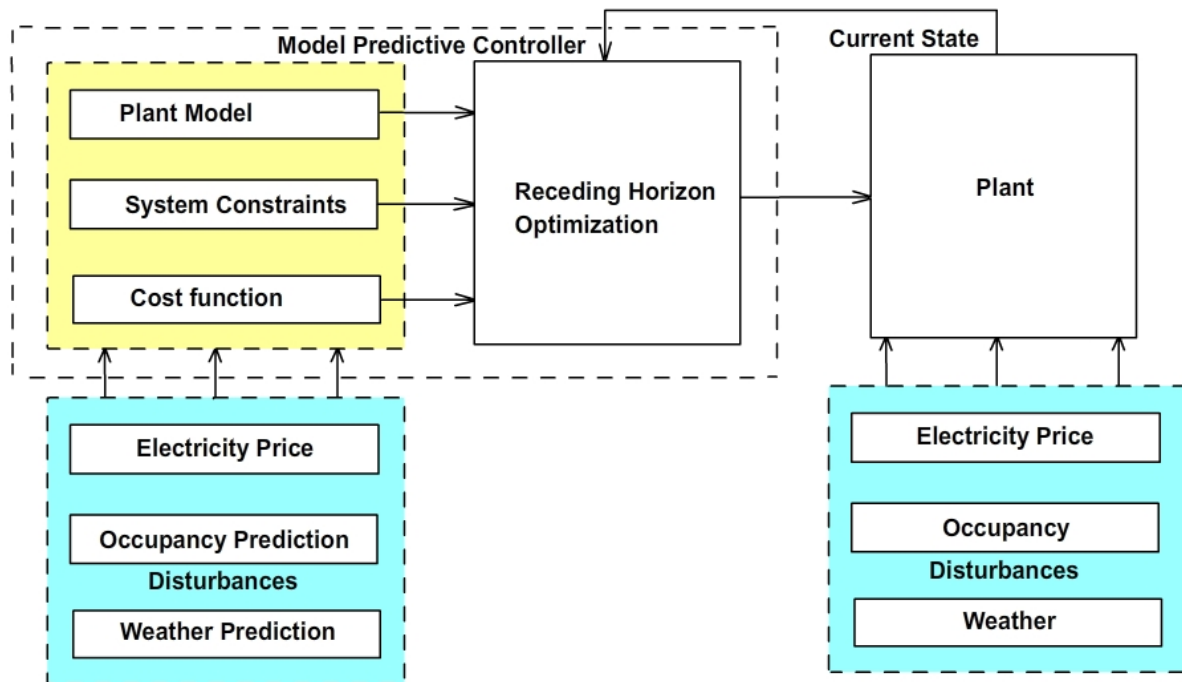 Model Predictive Controller
Current State
Plant Model
System Constraints
Cost function
Receding Horizon
Optimization
Plant
Electricity Price
Occupancy Prediction
Disturbances
Weather Prediction
Electricity Price
Occupancy
Disturbances
Weather